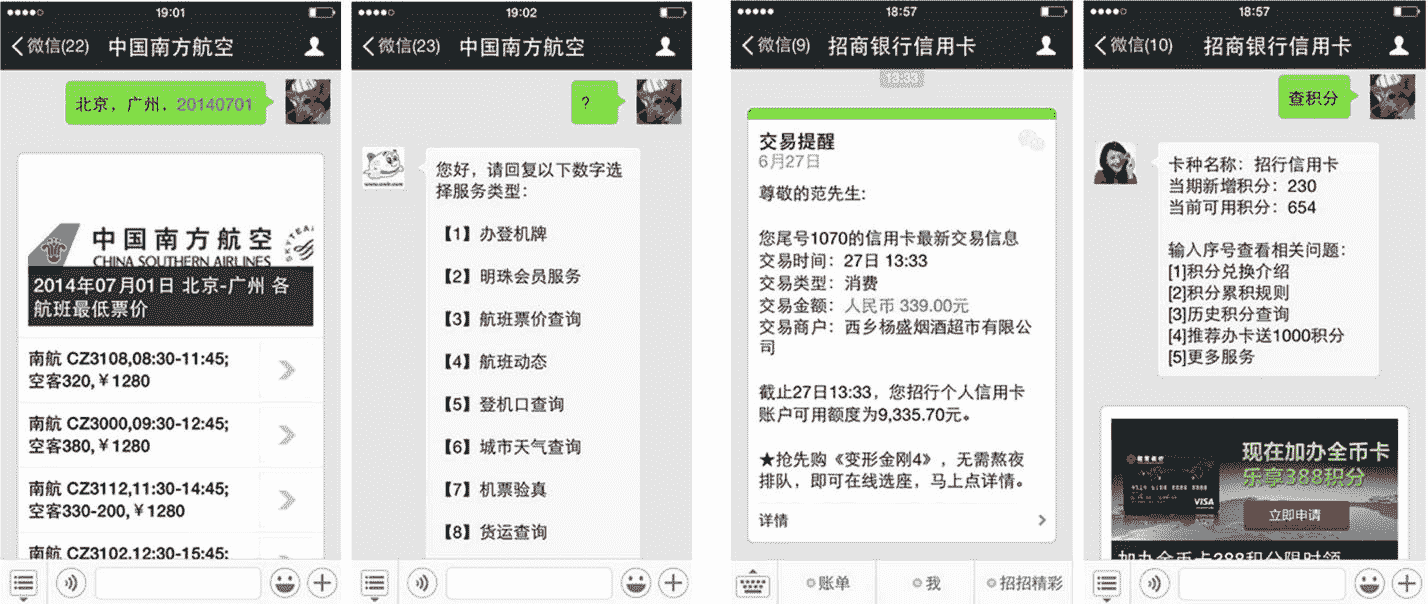 19:01
微信(22) 中国南方航空
北京，广州，20140701
中国南方航空
CHINA SOUTHERN AIRLINES
SKYTEAM
2014年07月01日 北京-广州 各
航班最低票价
南航 CZ3108,08:30-11:45;
空客320,￥1280
南航 CZ3000,09:30-12:45;
空客380,￥1280
南航 CZ3112,11:30-14:45;
空客330-200,￥1280
南航 CZ3102,12:30-15:45;
19:02
微信(23) 中国南方航空
?
您好，请回复以下数字选
择服务类型：
【1】办登机牌
【2】明珠会员服务
【3】航班票价查询
【4】航班动态
【5】登机口查询
【6】城市天气查询
【7】机票验真
【8】货运查询
18:57
微信(9) 招商银行信用卡
13:33
交易提醒
6月27日
尊敬的范先生:
您尾号1070的信用卡最新交易信息
交易时间：27日 13:33
交易类型：消费
交易金额：人民币 339.00元
交易商户：西乡杨盛烟酒超市有限公
司
截止27日13:33，您招行个人信用卡
账户可用额度为9,335.70元。
★抢先购《变形金刚4》，无需熬夜
排队，即可在线选座，马上点详情。
详情
账单 我 招招精彩
18:57
微信(10) 招商银行信用卡
查积分
卡种名称：招行信用卡
当期新增积分：230
当前可用积分：654
输入序号查看相关问题：
[1]积分兑换介绍
[2]积分累积规则
[3]历史积分查询
[4]推荐办卡送1000积分
[5]更多服务
现在加办全币卡
乐享388积分
VISA
立即申请
加办全币卡388积分限时领